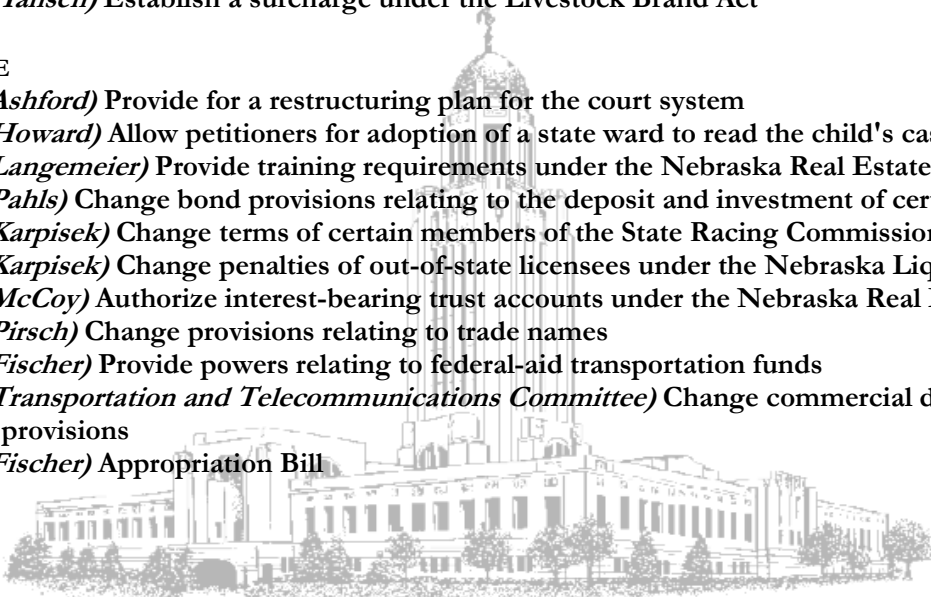 Hansen) Establish a surcharge under the Livestock Brand Act
E
Ashford) Provide for a restructuring plan for the court system
Howard) Allow petitioners for adoption of a state ward to read the child's cas
Langemeier) Provide training requirements under the Nebraska Real Estate
Pahls) Change bond provisions relating to the deposit and investment of cer
Karpisek) Change terms of certain members of the State Racing Commission
Karpisek) Change penalties of out-of-state licensees under the Nebraska Liq
McCoy) Authorize interest-bearing trust accounts under the Nebraska Real
Pirsch) Change provisions relating to trade names
Fischer) Provide powers relating to federal-aid transportation funds
Transportation and Telecommunications Committee) Change commercial d
provisions
Fischer) Appropriation Bill